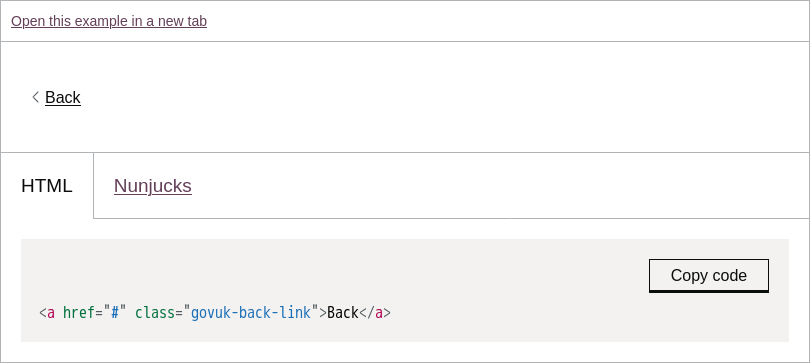 Open this example in a new tab
Back
HTML Nunjucks
Copy code
<a href="#" class="govuk-back-link">Back</a>